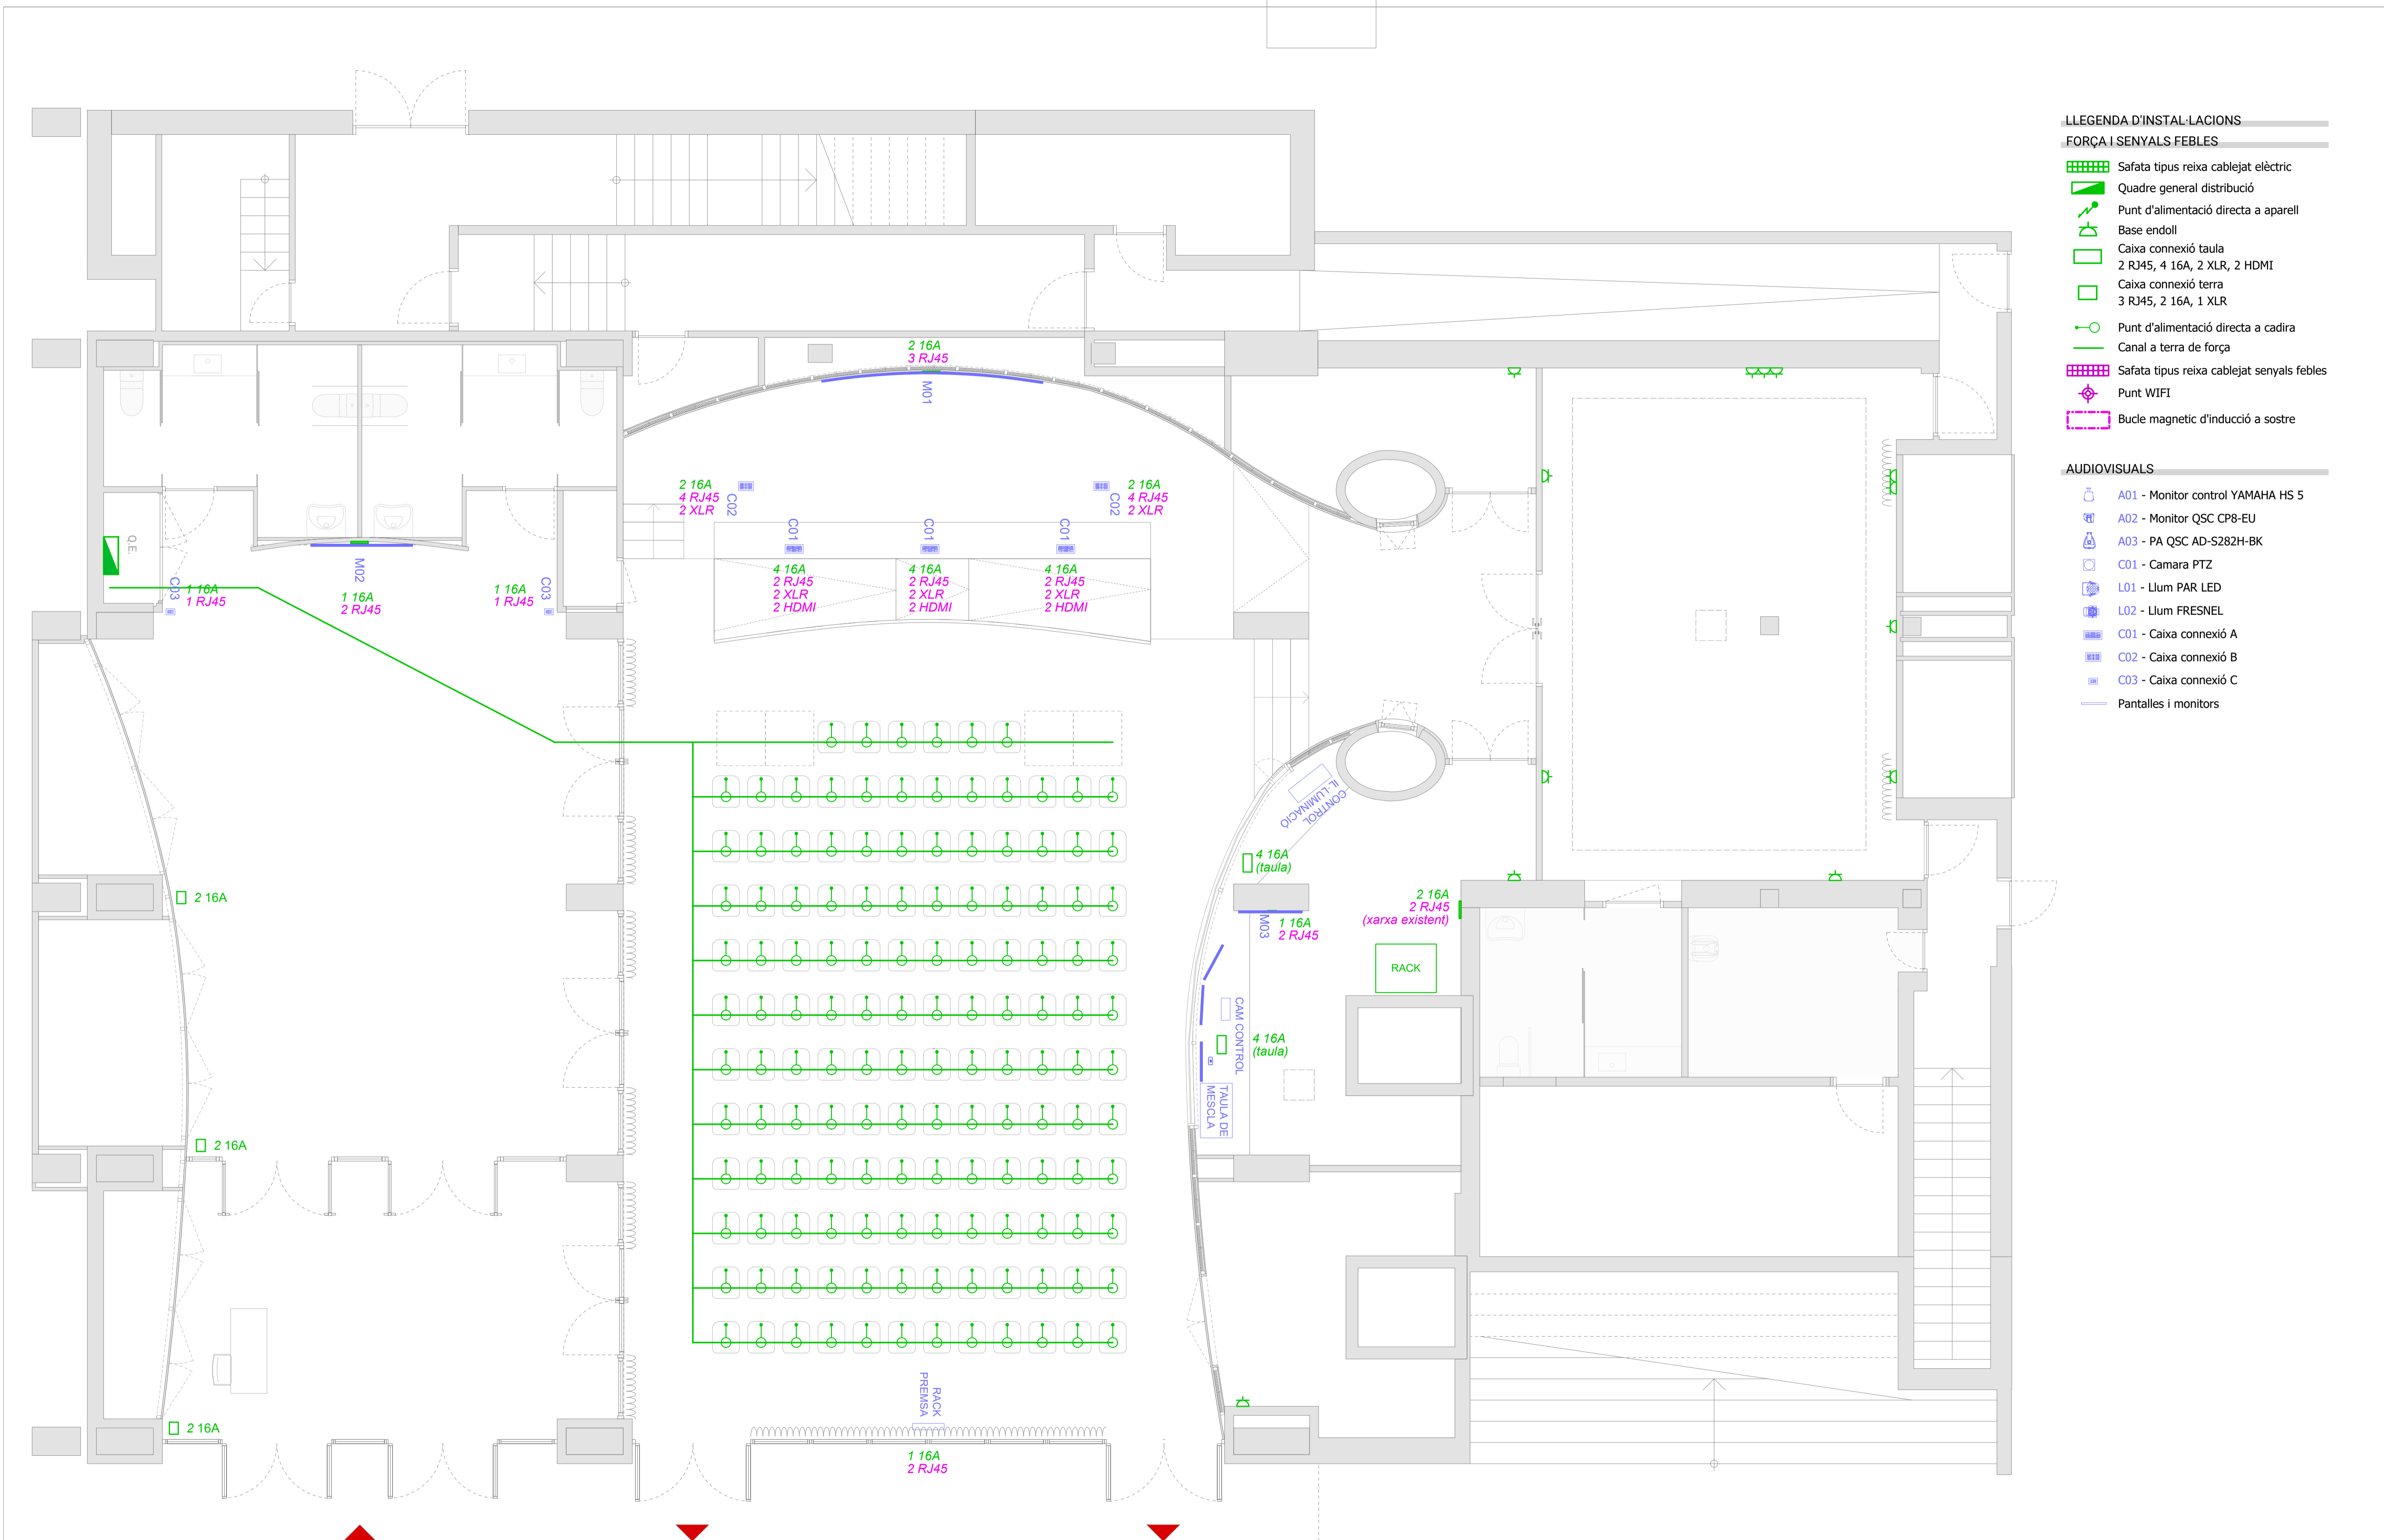 LLEGENDA D'INSTAL·LACIONS
FORÇA I SENYALS FEBLES
Safata tipus reixa cablejat elèctric
Quadre general distribució
Punt d'alimentació directa a aparell
Base endoll
Caixa connexió taula
2 RJ45, 4 16A, 2 XLR, 2 HDMI
Caixa connexió terra
3 RJ45, 2 16A, 1 XLR
Punt d'alimentació directa a cadira
Canal a terra de força
Safata tipus reixa cablejat senyals febles
Punt WIFI
Bucle magnetic d'inducció a sostre
AUDIOVISUALS
A01 - Monitor control YAMAHA HS 5
A02 - Monitor QSC CP8-EU
A03 - PA QSC AD-S282H-BK
C01 - Camara PTZ
L01 - Llum PAR LED
L02 - Llum FRESNEL
C01 - Caixa connexió A
C02 - Caixa connexió B
C03 - Caixa connexió C
Pantalles i monitors
2 16A
3 RJ45
M01
2 16A
4 RJ45
2 XLR
C02
C01
C01
C01
C02
2 16A
4 RJ45
2 XLR
Q.E.
M02
C03
1 16A
1 RJ45
1 16A
2 RJ45
1 16A
1 RJ45
C03
4 16A
2 RJ45
2 XLR
2 HDMI
4 16A
2 RJ45
2 XLR
2 HDMI
4 16A
2 RJ45
2 XLR
2 HDMI
CONTROL
IL·LUMINACIÓ
4 16A
(taula)
2 16A
2 16A
2 RJ45
(xarxa existent)
M03
1 16A
2 RJ45
RACK
CAM CONTROL
4 16A
(taula)
TAULA DE
MESCLA
2 16A
RACK
PREMSA
2 16A
1 16A
2 RJ45